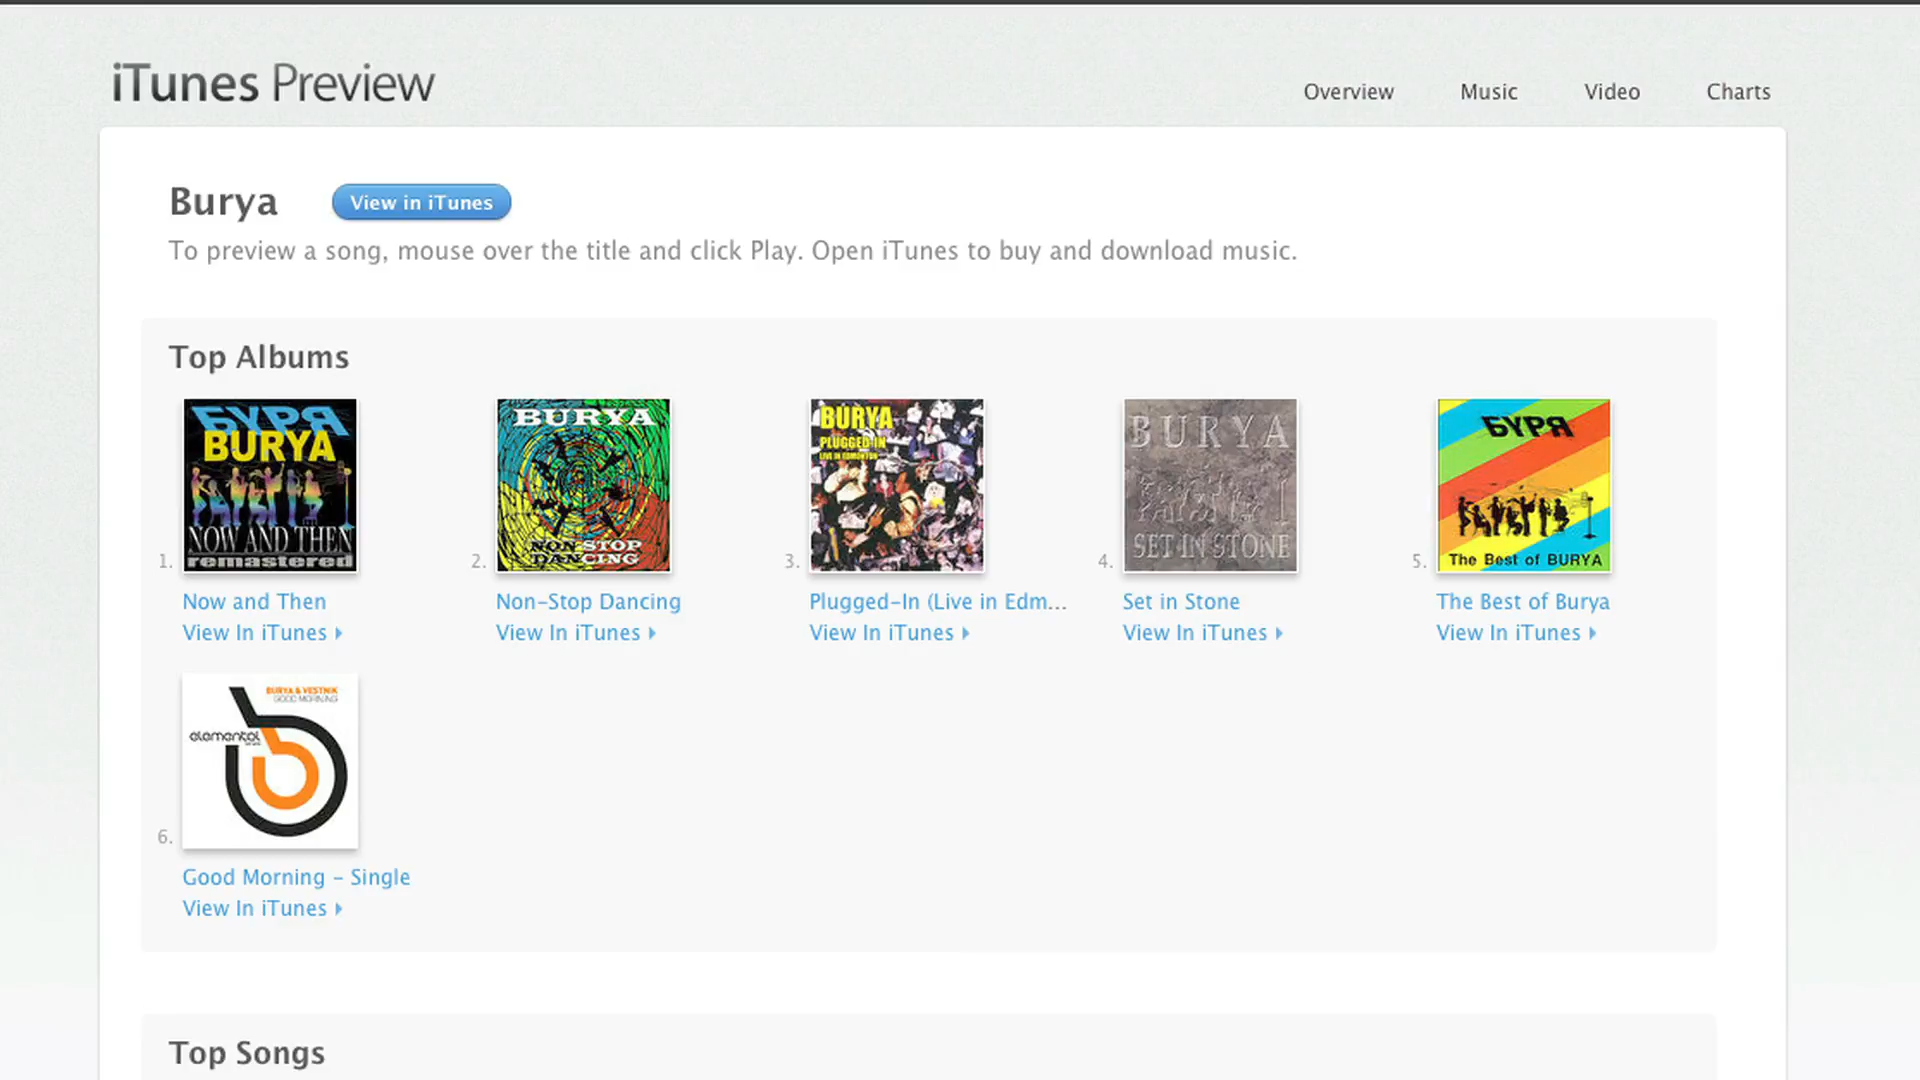 iTunes Preview
Overview Music Video Charts
Burya View in iTunes
To preview a song, mouse over the title and click Play. Open iTunes to buy and download music.
Top Albums
БУРЯ
BURYA
NOW AND THEN
remastered
BURYA
NON STOP
DANCING
BURYA
PLUGGED-IN
LIVE IN EDMONTON
BURYA
SET IN STONE
БУРЯ
The Best of BURYA
1. 2. 3. 4. 5.
Now and Then
View In iTunes
Non-Stop Dancing
View In iTunes
Plugged-In (Live in Edm...
View In iTunes
Set in Stone
View In iTunes
The Best of Burya
View In iTunes
BURYA & VESTNIK
GOOD MORNING
elemental
6.
Good Morning - Single
View In iTunes
Top Songs